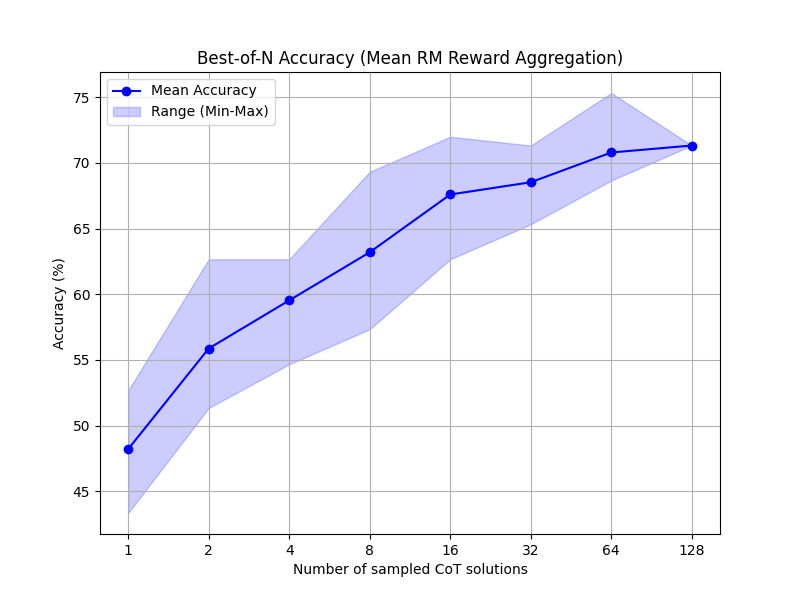 Best-of-N Accuracy (Mean RM Reward Aggregation)
Mean Accuracy
Range (Min-Max)
Accuracy (%)
75
70
65
60
55
50
45
1 2 4 8 16 32 64 128
Number of sampled CoT solutions